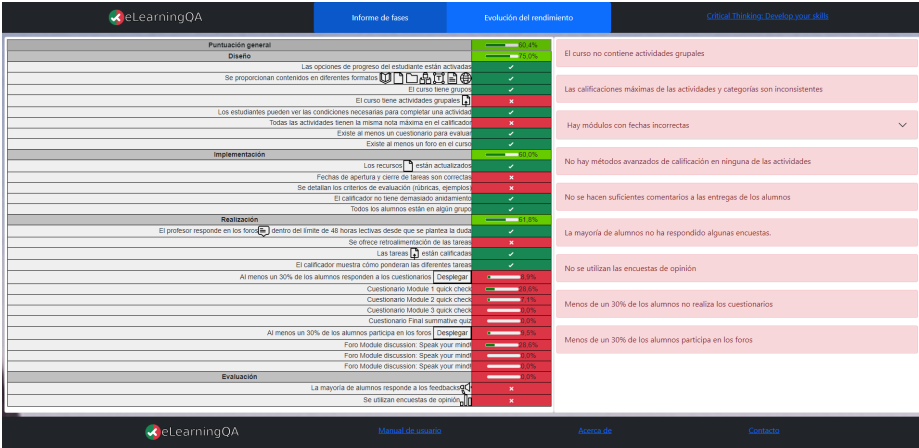 eLearningQA
Informe de fases
Evolución del rendimiento
Critical Thinking: Develop your skills
Puntuación general 60,4%
Diseño 75,0%
Las opciones de progreso del estudiante están activadas
Se proporcionan contenidos en diferentes formatos
El curso tiene grupos
El curso tiene actividades grupales
Los estudiantes pueden ver las condiciones necesarias para completar una actividad
Todas las actividades tienen la misma nota máxima en el calificador
Existe al menos un cuestionario para evaluar
Existe al menos un foro en el curso
Implementación 60,0%
Los recursos están actualizados
Fechas de apertura y cierre de tareas son correctas
Se detallan los criterios de evaluación (rúbricas, ejemplos)
El calificador no tiene demasiado anidamiento
Todos los alumnos están en algún grupo
Realización 61,8%
El profesor responde en los foros dentro del límite de 48 horas lectivas desde que se plantea la duda
Se ofrece retroalimentación de las tareas
Las tareas están calificadas
El calificador muestra cómo ponderan las diferentes tareas
Al menos un 30% de los alumnos responden a los cuestionarios Desplegar 8,9%
Cuestionario Module 1 quick check 28,6%
Cuestionario Module 2 quick check 7,1%
Cuestionario Module 3 quick check 0,0%
Cuestionario Final summative quiz 0,0%
Al menos un 30% de los alumnos participa en los foros Desplegar 9,5%
Foro Module discussion: Speak your mind! 28,6%
Foro Module discussion: Speak your mind! 0,0%
Foro Module discussion: Speak your mind! 0,0%
Evaluación 0,0%
La mayoría de alumnos responde a los feedbacks
Se utilizan encuestas de opinión
El curso no contiene actividades grupales
Las calificaciones máximas de las actividades y categorías son inconsistentes
Hay módulos con fechas incorrectas
No hay métodos avanzados de calificación en ninguna de las actividades
No se hacen suficientes comentarios a las entregas de los alumnos
La mayoría de alumnos no ha respondido algunas encuestas.
No se utilizan las encuestas de opinión
Menos de un 30% de los alumnos no realiza los cuestionarios
Menos de un 30% de los alumnos participa en los foros
eLearningQA
Manual de usuario
Acerca de
Contacto